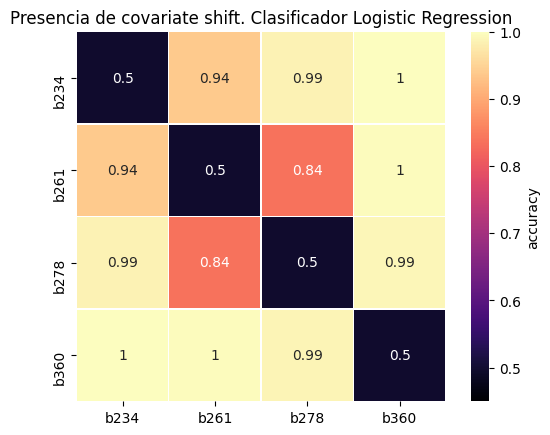 Presencia de covariate shift. Clasificador Logistic Regression
b234 0.5 0.94 0.99 1
b261 0.94 0.5 0.84 1
b278 0.99 0.84 0.5 0.99
b360 1 1 0.99 0.5
b234 b261 b278 b360
1.0
0.9
0.8
0.7
0.6
0.5
accuracy